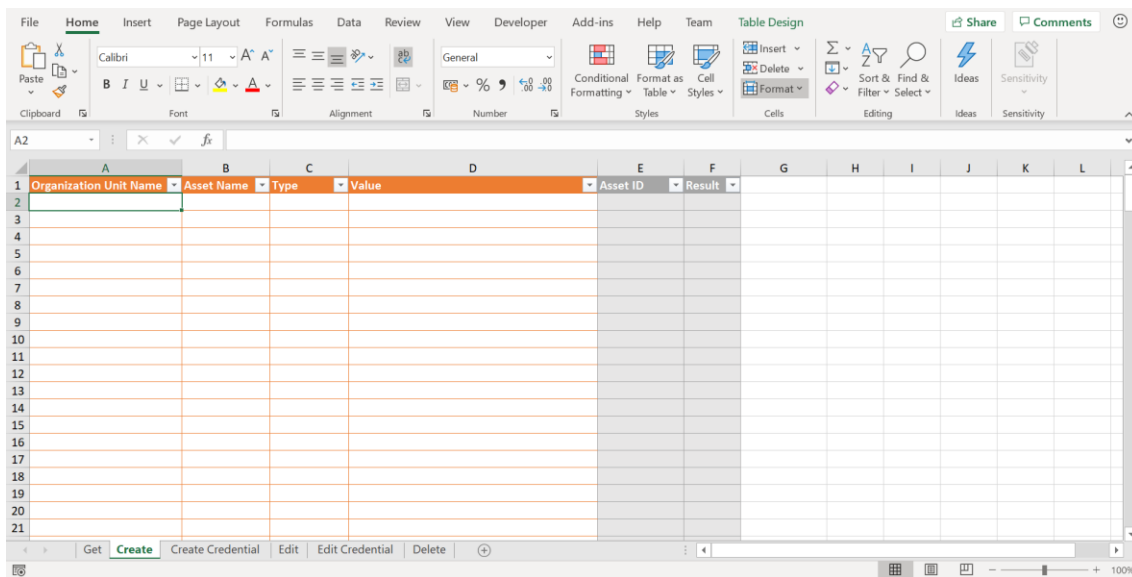 File Home Insert Page Layout Formulas Data Review View Developer Add-ins Help Team Table Design Share Comments
Paste
Calibri 11 A A
B I U A
ab
General
% 9 .00
Conditional Formatting
Format as Table
Cell Styles
Insert
Delete
Format
Σ
Sort & Filter
Find & Select
Ideas
Sensitivity
Clipboard Font Alignment Number Styles Cells Editing Ideas Sensitivity
A2 fx
A B C D E F G H I J K L
1 Organization Unit Name Asset Name Type Value Asset ID Result
2
3
4
5
6
7
8
9
10
11
12
13
14
15
16
17
18
19
20
21
Get Create Create Credential Edit Edit Credential Delete
100%